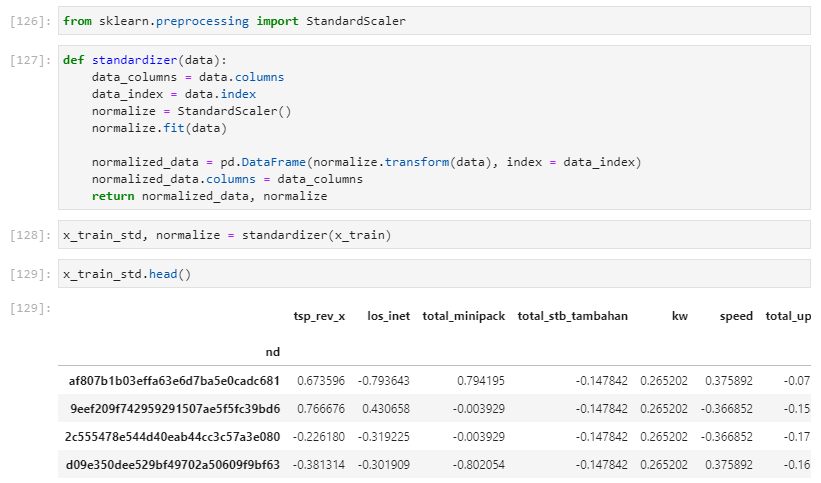 [126]: from sklearn.preprocessing import StandardScaler
[127]: def standardizer(data):
data_columns = data.columns
data_index = data.index
normalize = StandardScaler()
normalize.fit(data)
normalized_data = pd.DataFrame(normalize.transform(data), index = data_index)
normalized_data.columns = data_columns
return normalized_data, normalize
[128]: x_train_std, normalize = standardizer(x_train)
[129]: x_train_std.head()
[129]:
tsp_rev_x los_inet total_minipack total_stb_tambahan kw speed total_up
nd
af807b1b03effa63e6d7ba5e0cadc681 0.673596 -0.793643 0.794195 -0.147842 0.265202 0.375892 -0.07
9eef209f742959291507ae5f5fc39bd6 0.766676 0.430658 -0.003929 -0.147842 0.265202 -0.366852 -0.15
2c555478e544d40eab44cc3c57a3e080 -0.226180 -0.319225 -0.003929 -0.147842 0.265202 -0.366852 -0.17
d09e350dee529bf49702a50609f9bf63 -0.381314 -0.301909 -0.802054 -0.147842 0.265202 0.375892 -0.16